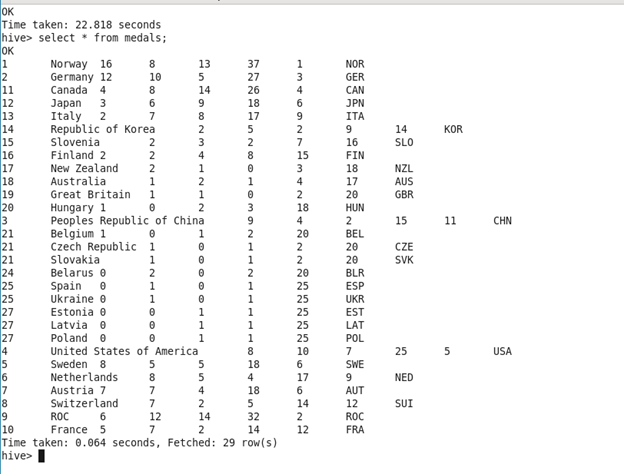 OK
Time taken: 22.818 seconds
hive> select * from medals;
OK
1 Norway 16 8 13 37 1 NOR
2 Germany 12 10 5 27 3 GER
11 Canada 4 8 14 26 4 CAN
12 Japan 3 6 9 18 6 JPN
13 Italy 2 7 8 17 9 ITA
14 Republic of Korea 2 5 2 9 14 KOR
15 Slovenia 2 3 2 7 16 SLO
16 Finland 2 2 4 8 15 FIN
17 New Zealand 2 1 0 3 18 NZL
18 Australia 1 2 1 4 17 AUS
19 Great Britain 1 1 0 2 20 GBR
20 Hungary 1 0 2 3 18 HUN
3 Peoples Republic of China 9 4 2 15 11 CHN
21 Belgium 1 0 1 2 20 BEL
21 Czech Republic 1 0 1 2 20 CZE
21 Slovakia 1 0 1 2 20 SVK
24 Belarus 0 2 0 2 20 BLR
25 Spain 0 1 0 1 25 ESP
25 Ukraine 0 1 0 1 25 UKR
27 Estonia 0 0 1 1 25 EST
27 Latvia 0 0 1 1 25 LAT
27 Poland 0 0 1 1 25 POL
4 United States of America 8 10 7 25 5 USA
5 Sweden 8 5 5 18 6 SWE
6 Netherlands 8 5 4 17 9 NED
7 Austria 7 7 4 18 6 AUT
8 Switzerland 7 2 5 14 12 SUI
9 ROC 6 12 14 32 2 ROC
10 France 5 7 2 14 12 FRA
Time taken: 0.064 seconds, Fetched: 29 row(s)
hive>